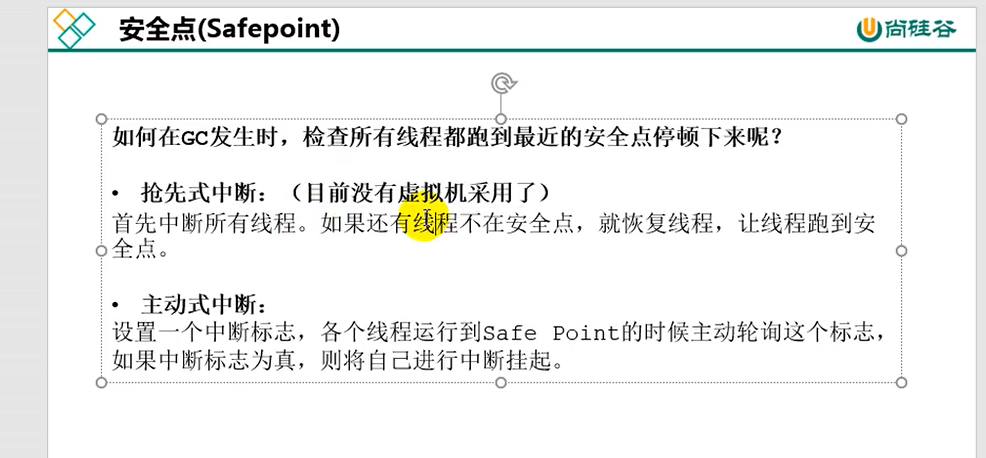 安全点(Safepoint)
尚硅谷
如何在GC发生时，检查所有线程都跑到最近的安全点停顿下来呢？
• 抢先式中断：（目前没有虚拟机采用了）
首先中断所有线程。如果还有线程不在安全点，就恢复线程，让线程跑到安
全点。
• 主动式中断：
设置一个中断标志，各个线程运行到Safe Point的时候主动轮询这个标志，
如果中断标志为真，则将自己进行中断挂起。